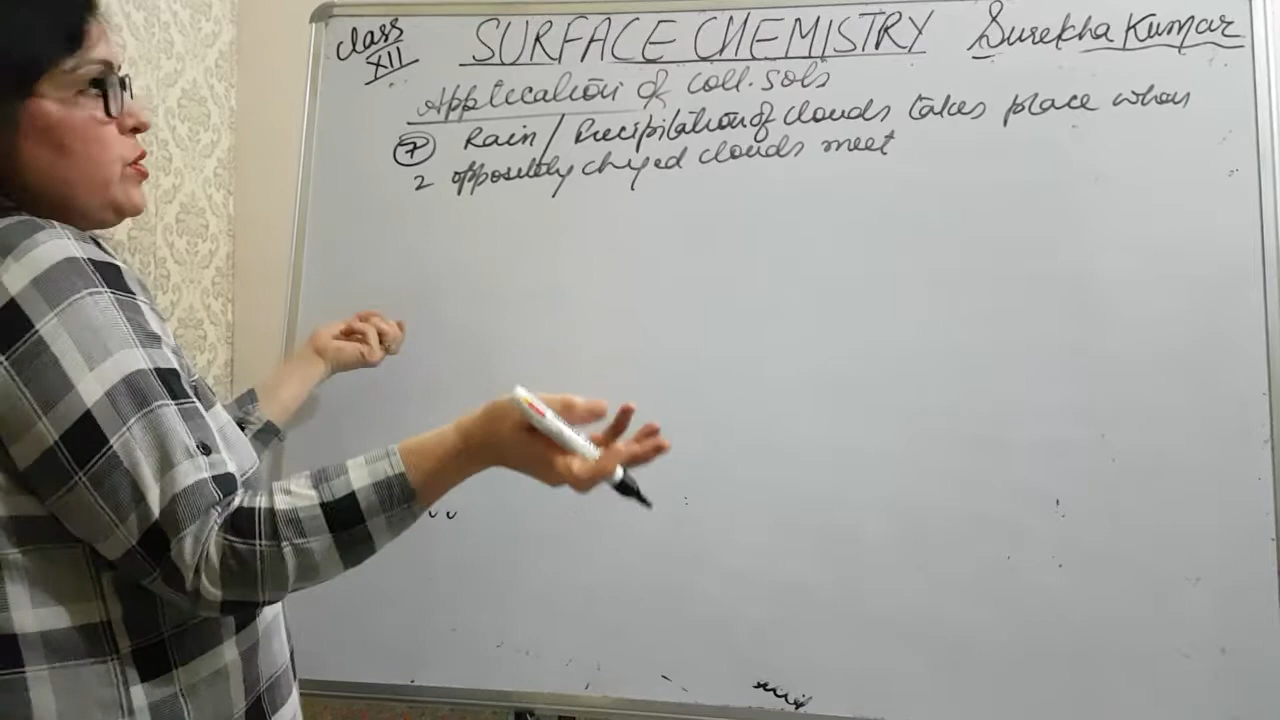 class
XII
SURFACE CHEMISTRY
Surekha Kumar
Application of coll. sols
7 Rain / Precipitation of clouds takes place when
2 oppositely chged clouds meet